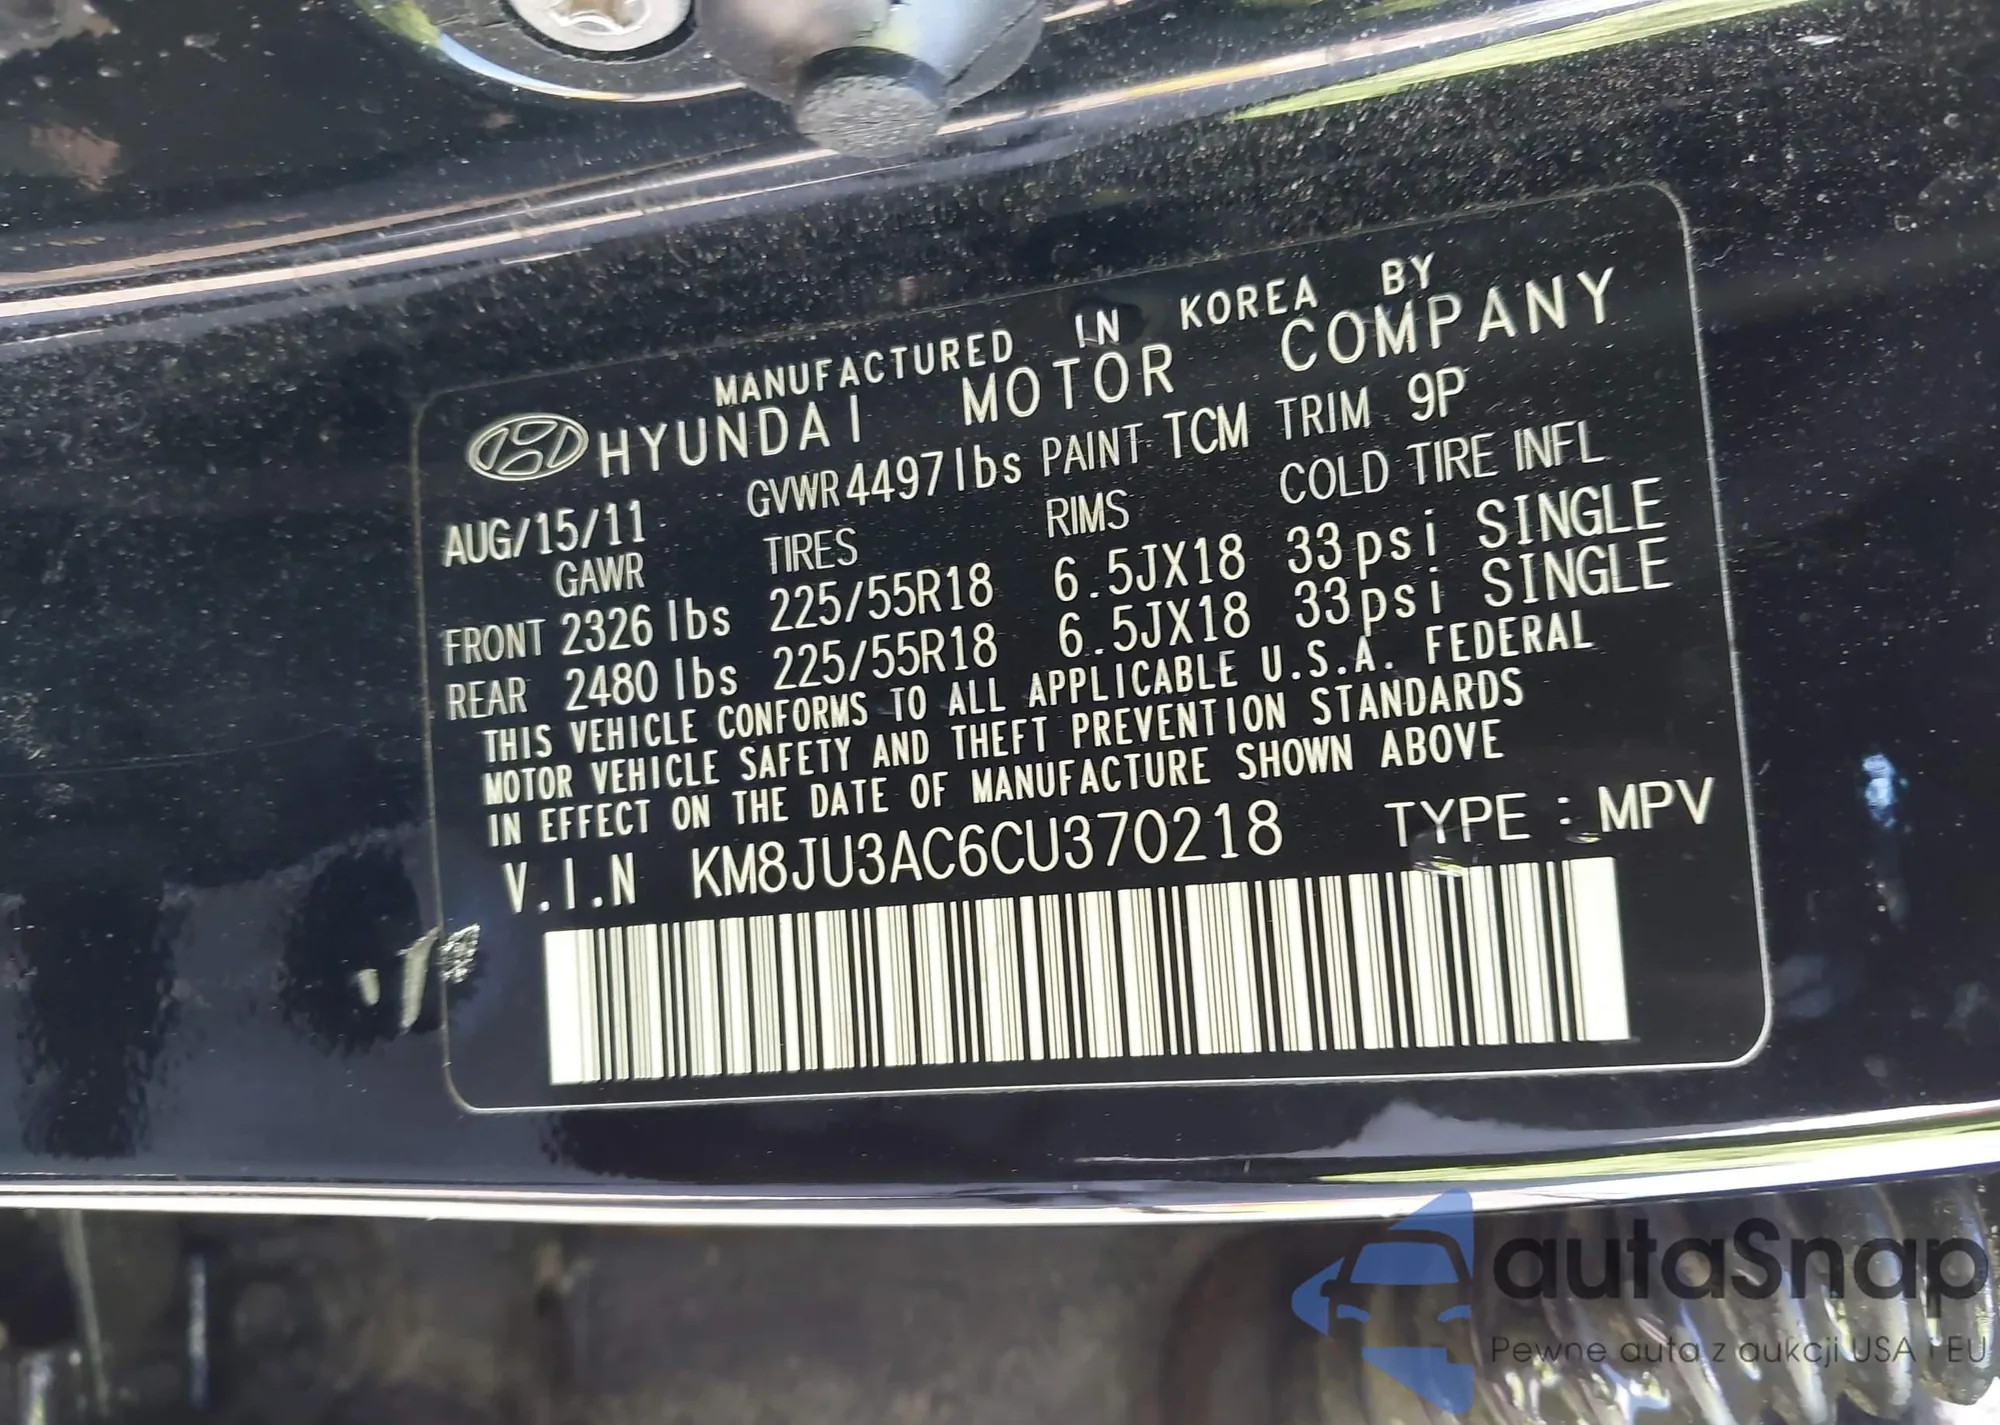 MANUFACTURED IN KOREA BY
HYUNDAI MOTOR COMPANY
AUG/15/11 GVWR 4497lbs PAINT TCM TRIM 9P
GAWR TIRES RIMS COLD TIRE INFL
FRONT 2326 lbs 225/55R18 6.5JX18 33psi SINGLE
REAR 2480 lbs 225/55R18 6.5JX18 33psi SINGLE
THIS VEHICLE CONFORMS TO ALL APPLICABLE U.S.A. FEDERAL
MOTOR VEHICLE SAFETY AND THEFT PREVENTION STANDARDS
IN EFFECT ON THE DATE OF MANUFACTURE SHOWN ABOVE
V.I.N KM8JU3AC6CU370218 TYPE : MPV
autaSnap
Pewne auta z aukcji USA i EU